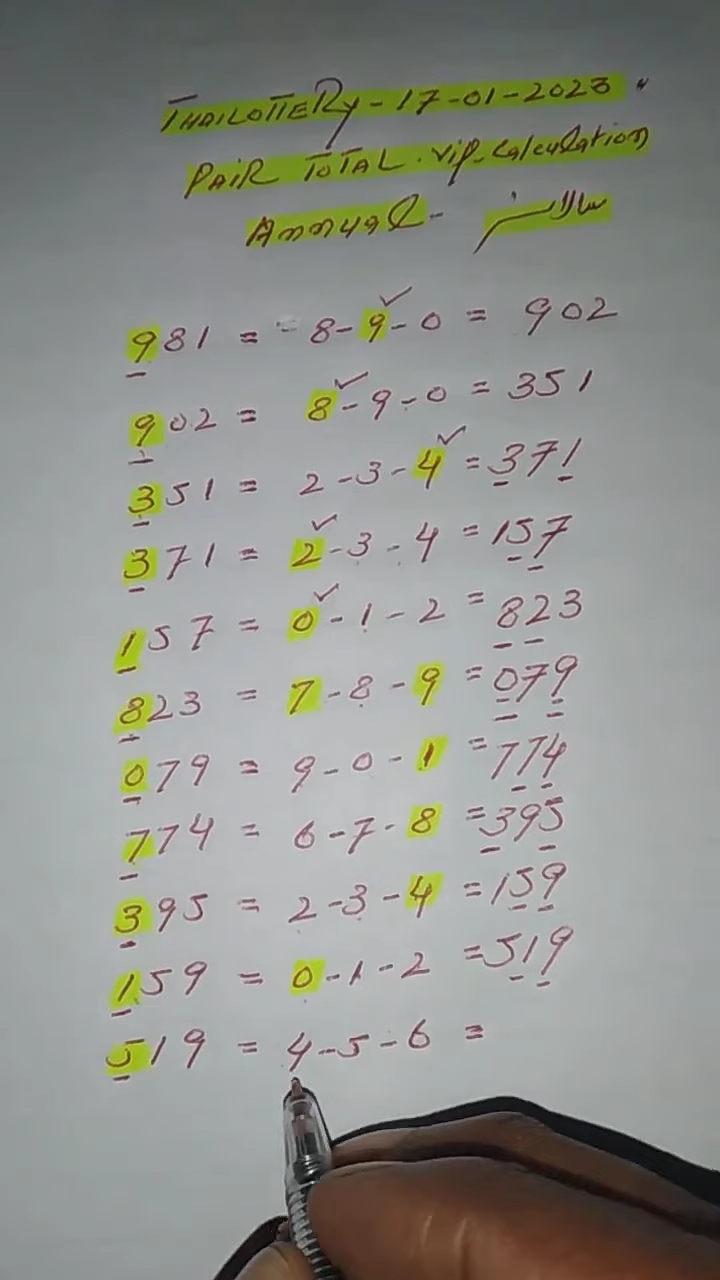 THAILOTTERY-17-01-2023"
PAIR TOTAL. Vip. Calculation
Annual - سالانہ
981 = 8-9-0 = 902
902 = 8-9-0 = 351
351 = 2-3-4 = 371
371 = 2-3-4 = 157
157 = 0-1-2 = 823
823 = 7-8-9 = 079
079 = 9-0-1 = 774
774 = 6-7-8 = 395
395 = 2-3-4 = 159
159 = 0-1-2 = 519
519 = 4-5-6 =